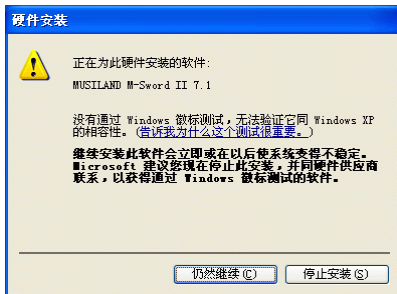 硬件安装
正在为此硬件安装的软件:
MUSILAND M-Sword II 7.1
没有通过 Windows 徽标测试，无法验证它同 Windows XP
的相容性。(告诉我为什么这个测试很重要。)
继续安装此软件会立即或在以后使系统变得不稳定。
Microsoft 建议您现在停止此安装，并同硬件供应商
联系，以获得通过 Windows 徽标测试的软件。
仍然继续(C)
停止安装(S)